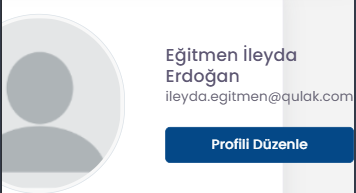 Eğitmen İleyda
Erdoğan
ileyda.egitmen@qulak.com
Profili Düzenle